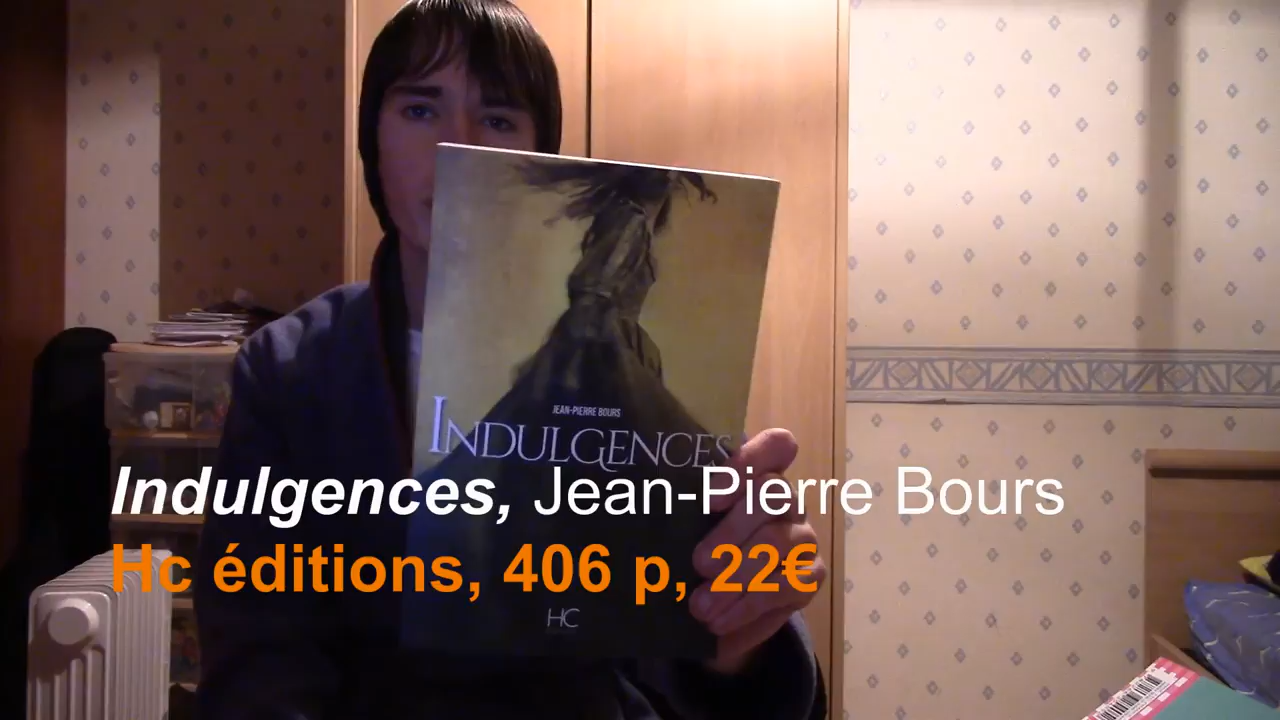 JEAN-PIERRE BOURS
INDULGENCES
Indulgences, Jean-Pierre Bours
Hc éditions, 406 p, 22€
HC